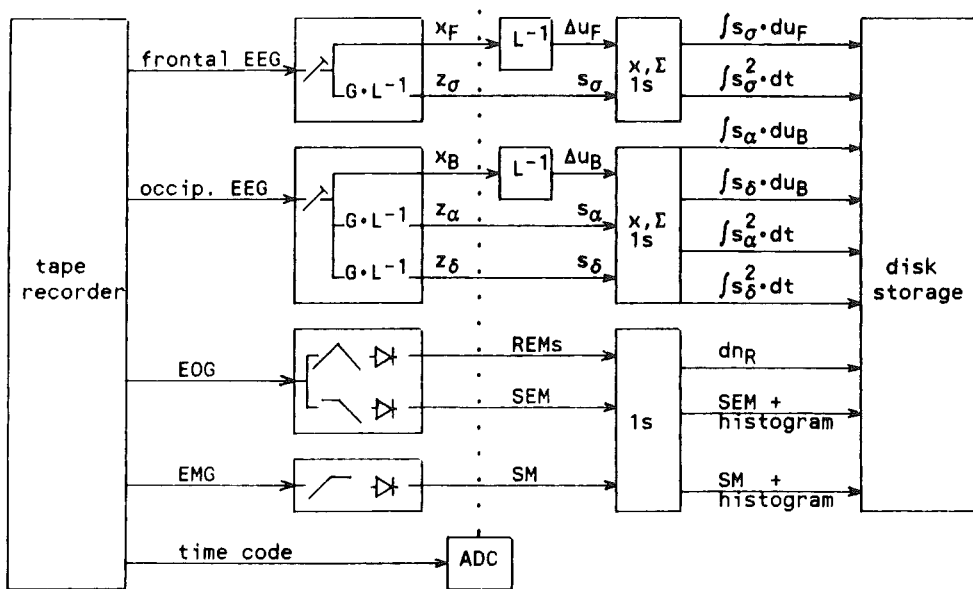 tape
recorder
frontal EEG
occip. EEG
EOG
EMG
time code
G·L⁻¹
G·L⁻¹
G·L⁻¹
x_F
z_σ
x_B
z_α
z_δ
L⁻¹
Δu_F
s_σ
L⁻¹
Δu_B
s_α
s_δ
REMs
SEM
SM
ADC
x,Σ
1s
x,Σ
1s
1s
∫s_σ·du_F
∫s_σ²·dt
∫s_α·du_B
∫s_δ·du_B
∫s_α²·dt
∫s_δ²·dt
dn_R
SEM +
histogram
SM +
histogram
disk
storage